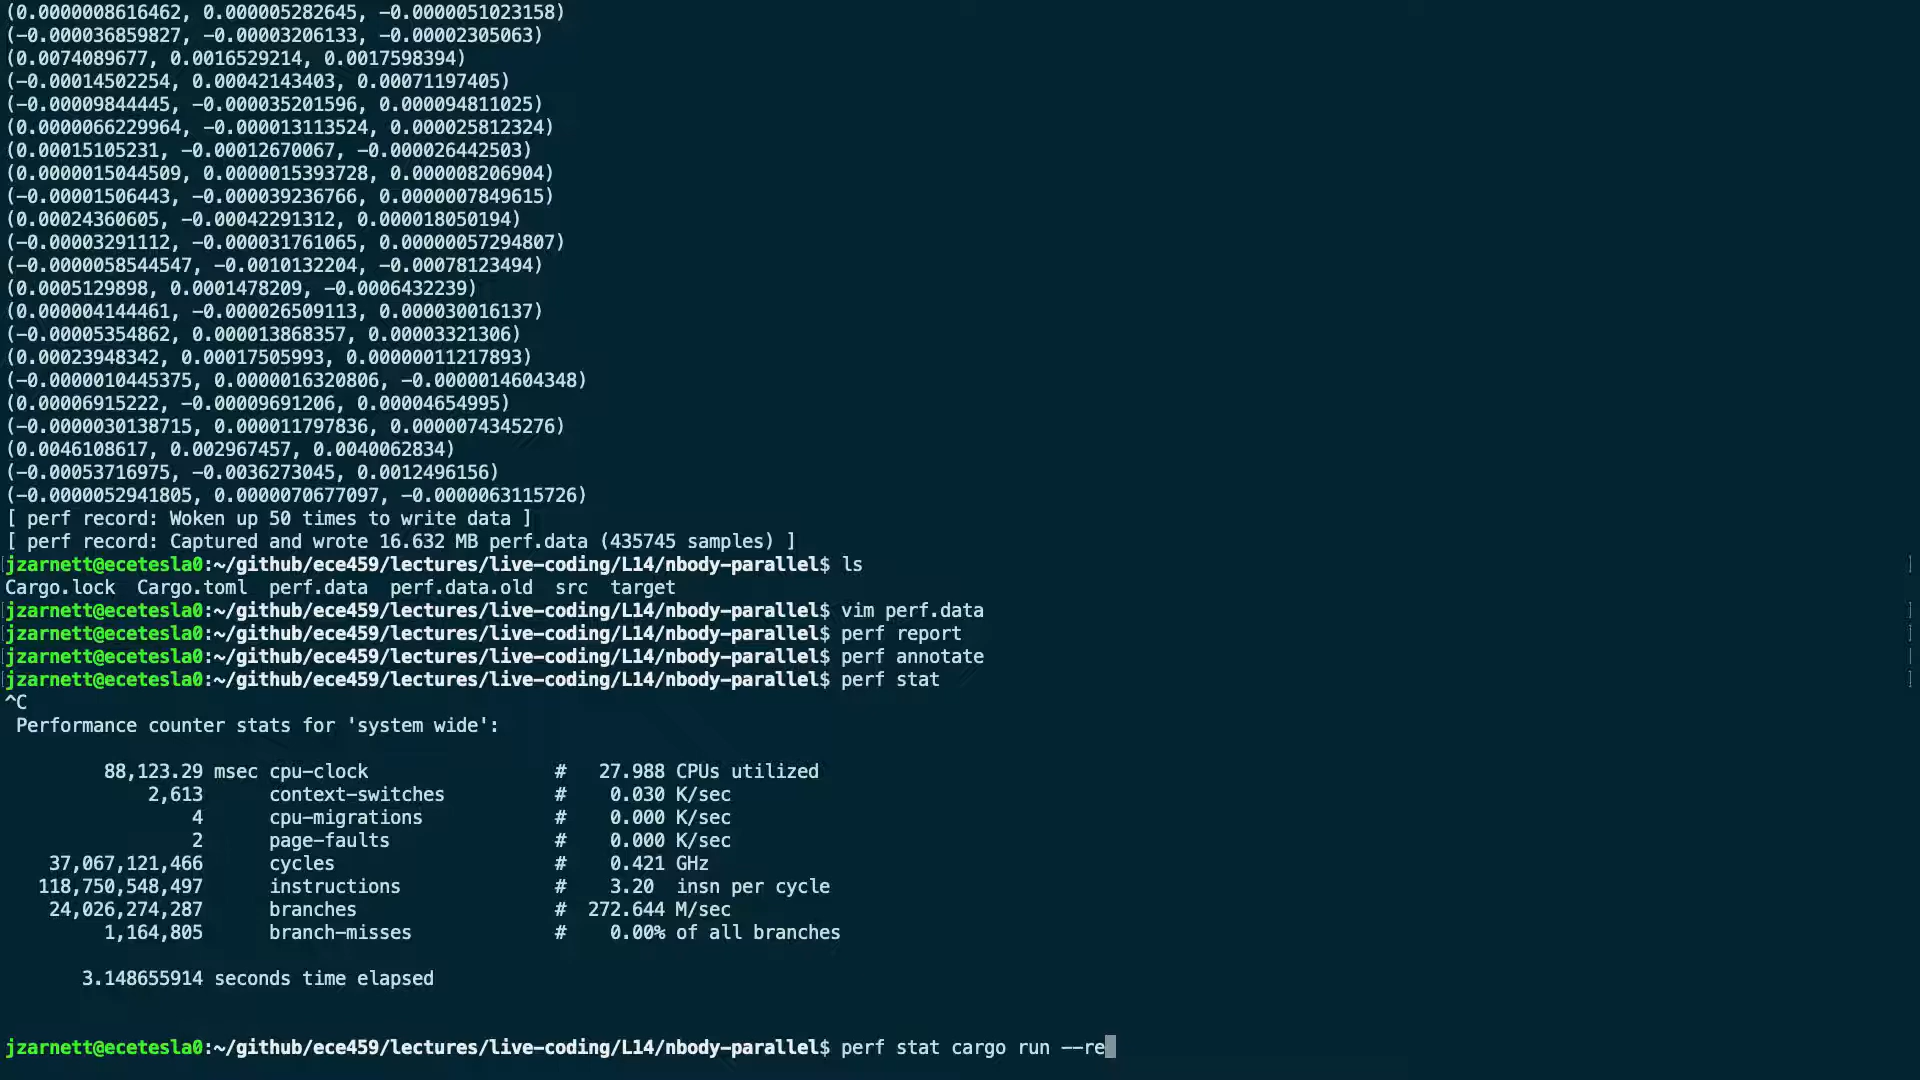 (0.0000008616462, 0.000005282645, -0.0000051023158)
(-0.000036859827, -0.00003206133, -0.00002305063)
(0.0074089677, 0.0016529214, 0.0017598394)
(-0.00014502254, 0.00042143403, 0.00071197405)
(-0.00009844445, -0.000035201596, 0.000094811025)
(0.0000066229964, -0.000013113524, 0.000025812324)
(0.00015105231, -0.00012670067, -0.000026442503)
(0.0000015044509, 0.0000015393728, 0.000008206904)
(-0.00001506443, -0.000039236766, 0.0000007849615)
(0.00024360605, -0.00042291312, 0.000018050194)
(-0.00003291112, -0.000031761065, 0.00000057294807)
(-0.0000058544547, -0.0010132204, -0.00078123494)
(0.0005129898, 0.0001478209, -0.0006432239)
(0.000004144461, -0.000026509113, 0.000030016137)
(-0.00005354862, 0.000013868357, 0.00003321306)
(0.00023948342, 0.00017505993, 0.00000011217893)
(-0.0000010445375, 0.0000016320806, -0.0000014604348)
(0.00006915222, -0.00009691206, 0.00004654995)
(-0.0000030138715, 0.000011797836, 0.0000074345276)
(0.0046108617, 0.002967457, 0.0040062834)
(-0.00053716975, -0.0036273045, 0.0012496156)
(-0.0000052941805, 0.0000070677097, -0.0000063115726)
[ perf record: Woken up 50 times to write data ]
[ perf record: Captured and wrote 16.632 MB perf.data (435745 samples) ]
jzarnett@ecetesla0:~/github/ece459/lectures/live-coding/L14/nbody-parallel$ ls
Cargo.lock  Cargo.toml  perf.data  perf.data.old  src  target
jzarnett@ecetesla0:~/github/ece459/lectures/live-coding/L14/nbody-parallel$ vim perf.data
jzarnett@ecetesla0:~/github/ece459/lectures/live-coding/L14/nbody-parallel$ perf report
jzarnett@ecetesla0:~/github/ece459/lectures/live-coding/L14/nbody-parallel$ perf annotate
jzarnett@ecetesla0:~/github/ece459/lectures/live-coding/L14/nbody-parallel$ perf stat
^C
Performance counter stats for 'system wide':
88,123.29 msec cpu-clock # 27.988 CPUs utilized
2,613 context-switches # 0.030 K/sec
4 cpu-migrations # 0.000 K/sec
2 page-faults # 0.000 K/sec
37,067,121,466 cycles # 0.421 GHz
118,750,548,497 instructions # 3.20 insn per cycle
24,026,274,287 branches # 272.644 M/sec
1,164,805 branch-misses # 0.00% of all branches
3.148655914 seconds time elapsed
jzarnett@ecetesla0:~/github/ece459/lectures/live-coding/L14/nbody-parallel$ perf stat cargo run --re